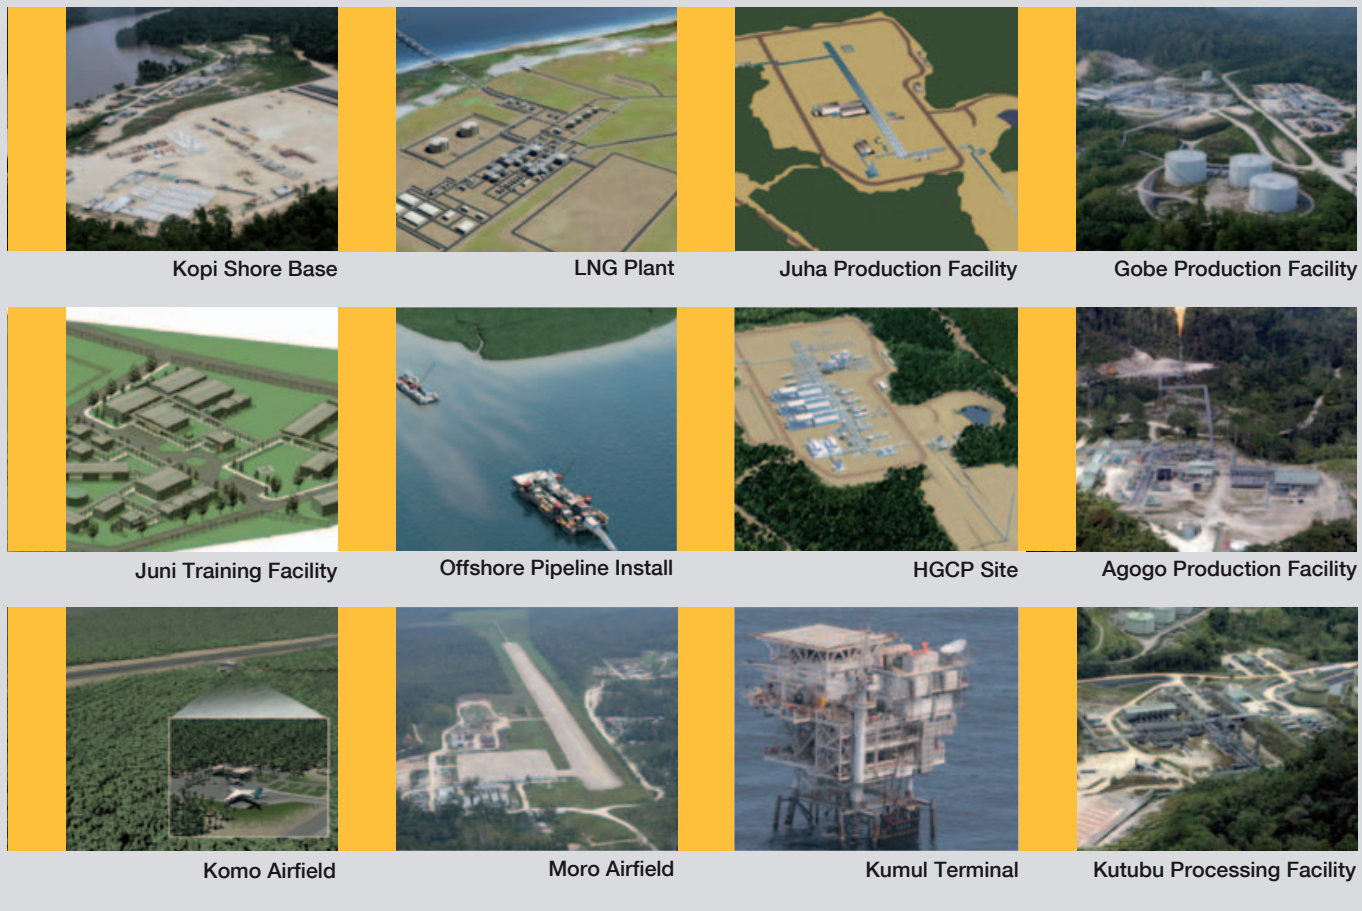 Kopi Shore Base
LNG Plant
Juha Production Facility
Gobe Production Facility
Juni Training Facility
Offshore Pipeline Install
HGCP Site
Agogo Production Facility
Komo Airfield
Moro Airfield
Kumul Terminal
Kutubu Processing Facility